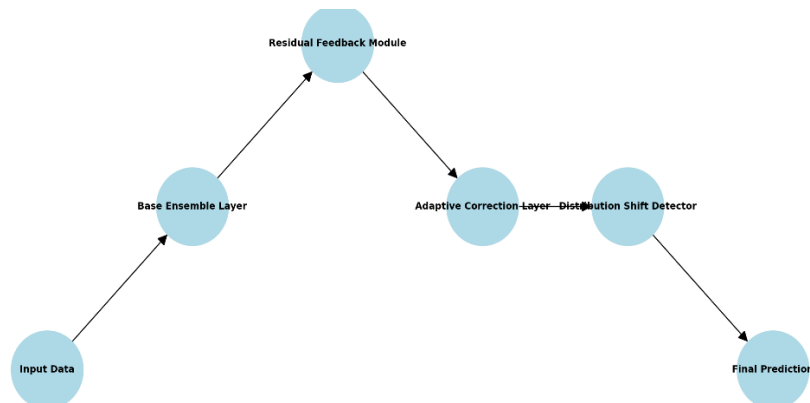 Residual Feedback Module
Base Ensemble Layer
Adaptive Correction Layer
Distribution Shift Detector
Input Data
Final Prediction